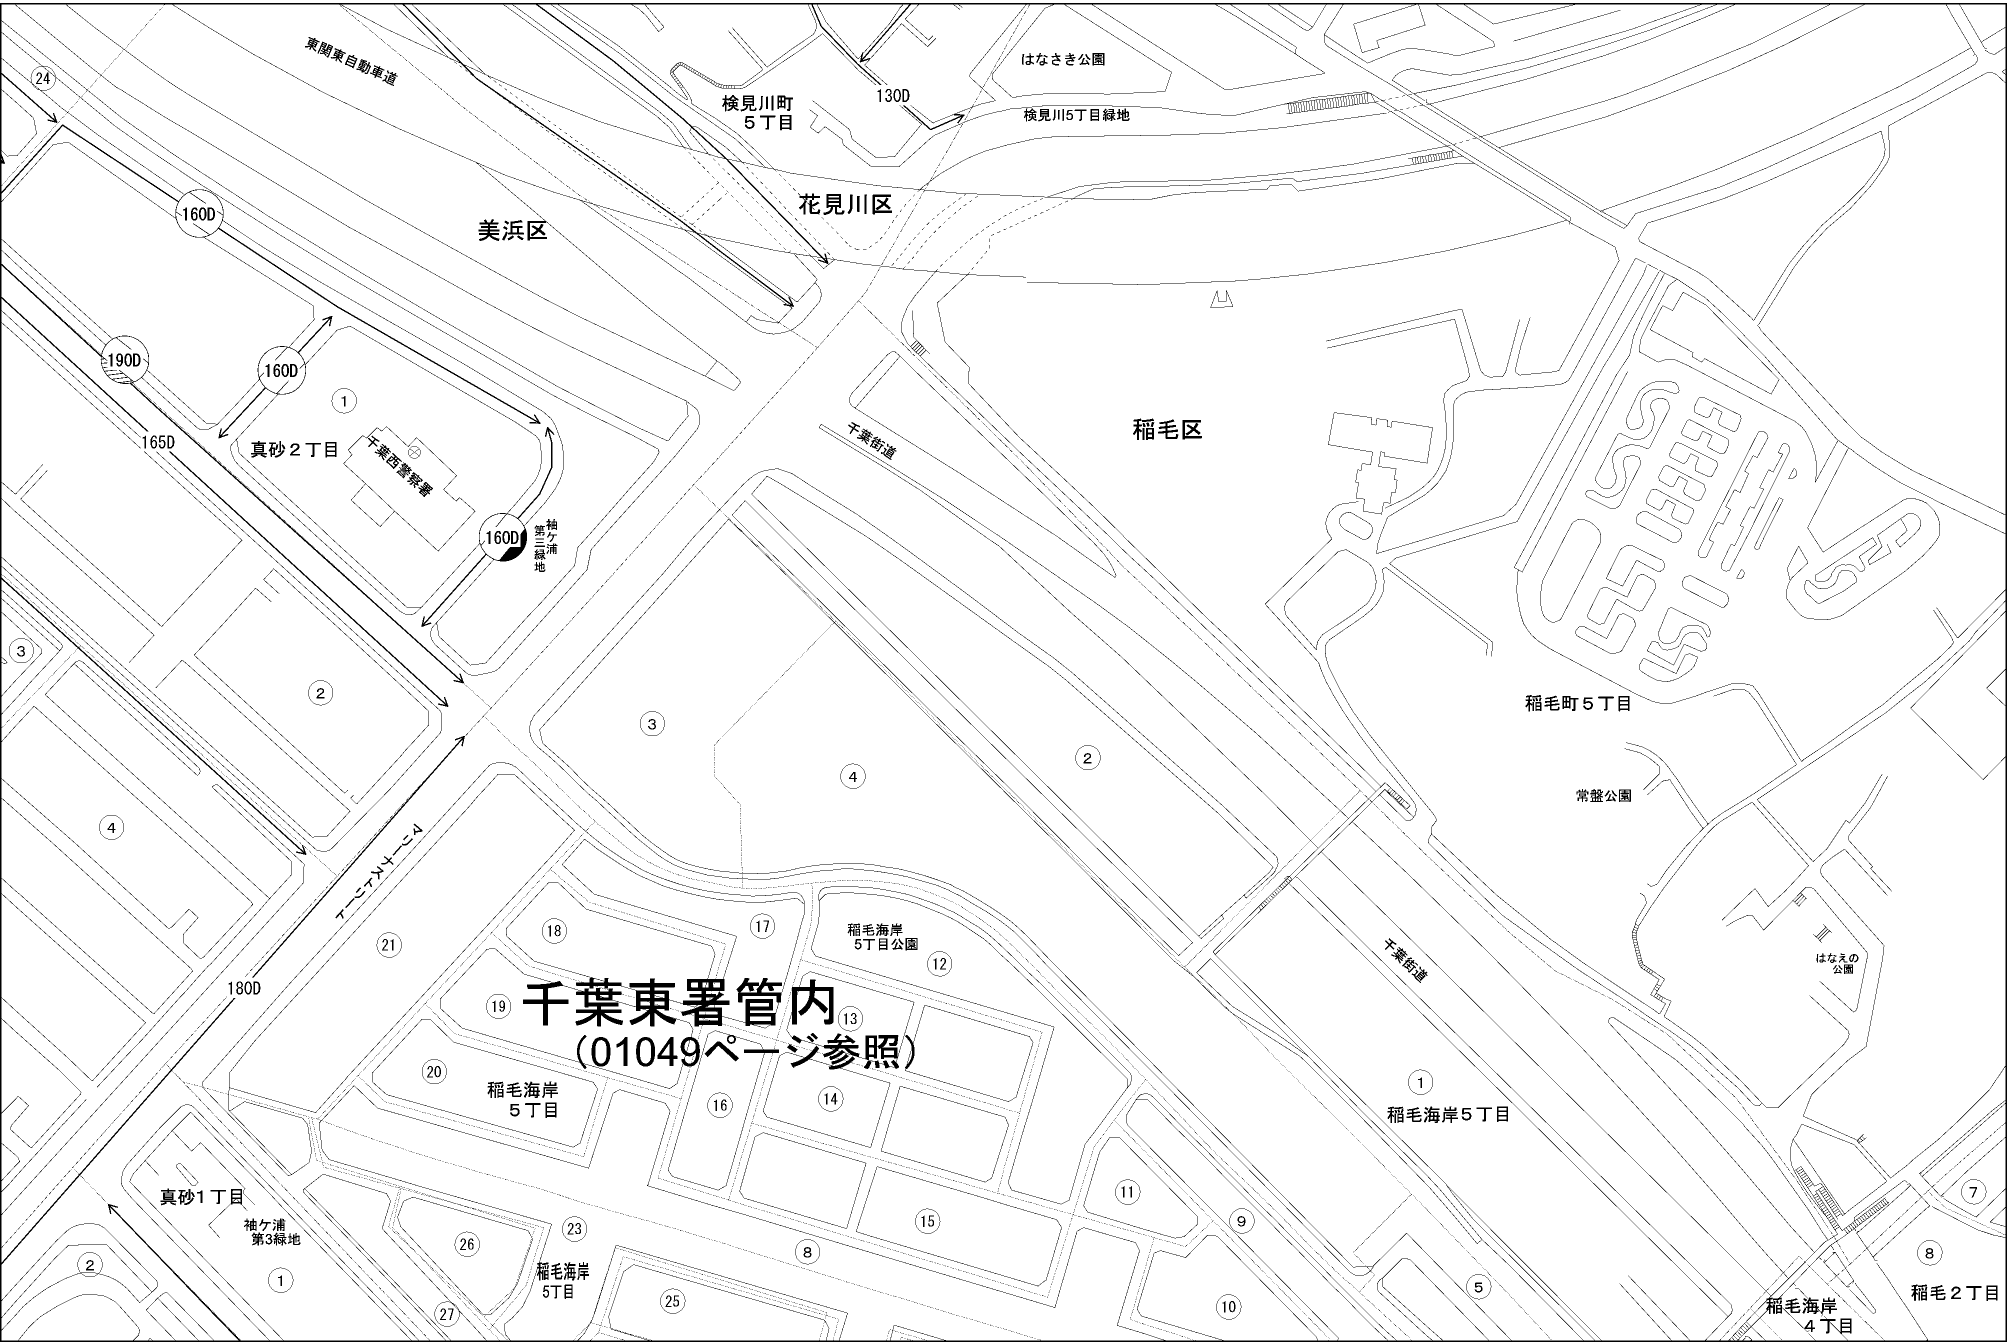 24
東関東自動車道
はなさき公園
検見川町
5丁目
130D
検見川5丁目緑地
160D
美浜区
花見川区
190D
160D
1
165D
真砂2丁目
千葉西警察署
千葉街道
稲毛区
160D
袖ケ浦
第三緑地
3
2
3
4
2
稲毛町5丁目
常盤公園
4
マリーナストリート
21
18
17
稲毛海岸
5丁目公園
12
千葉街道
はなえの
公園
180D
19
千葉東署管内
13
(01049ページ参照)
20
稲毛海岸
5丁目
16
14
1
稲毛海岸5丁目
真砂1丁目
袖ケ浦
第3緑地
11
7
23
15
9
26
8
8
2
1
稲毛海岸
5丁目
27
25
10
5
稲毛2丁目
稲毛海岸
4丁目